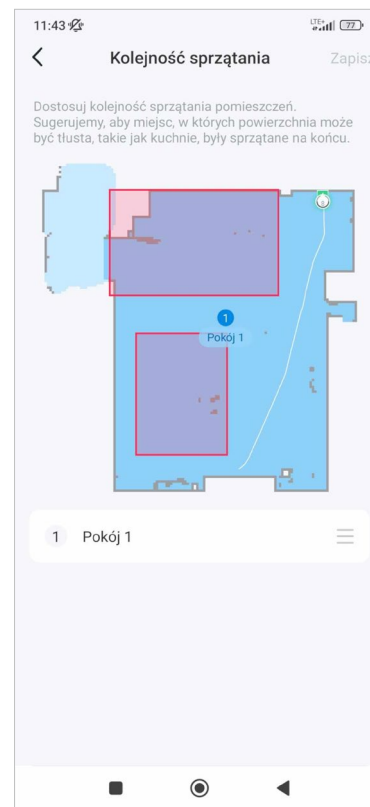 11:43
LTE+
77
Kolejność sprzątania
Zapisz
Dostosuj kolejność sprzątania pomieszczeń.
Sugerujemy, aby miejsc, w których powierzchnia może
być tłusta, takie jak kuchnie, były sprzątane na końcu.
1
Pokój 1
1 Pokój 1